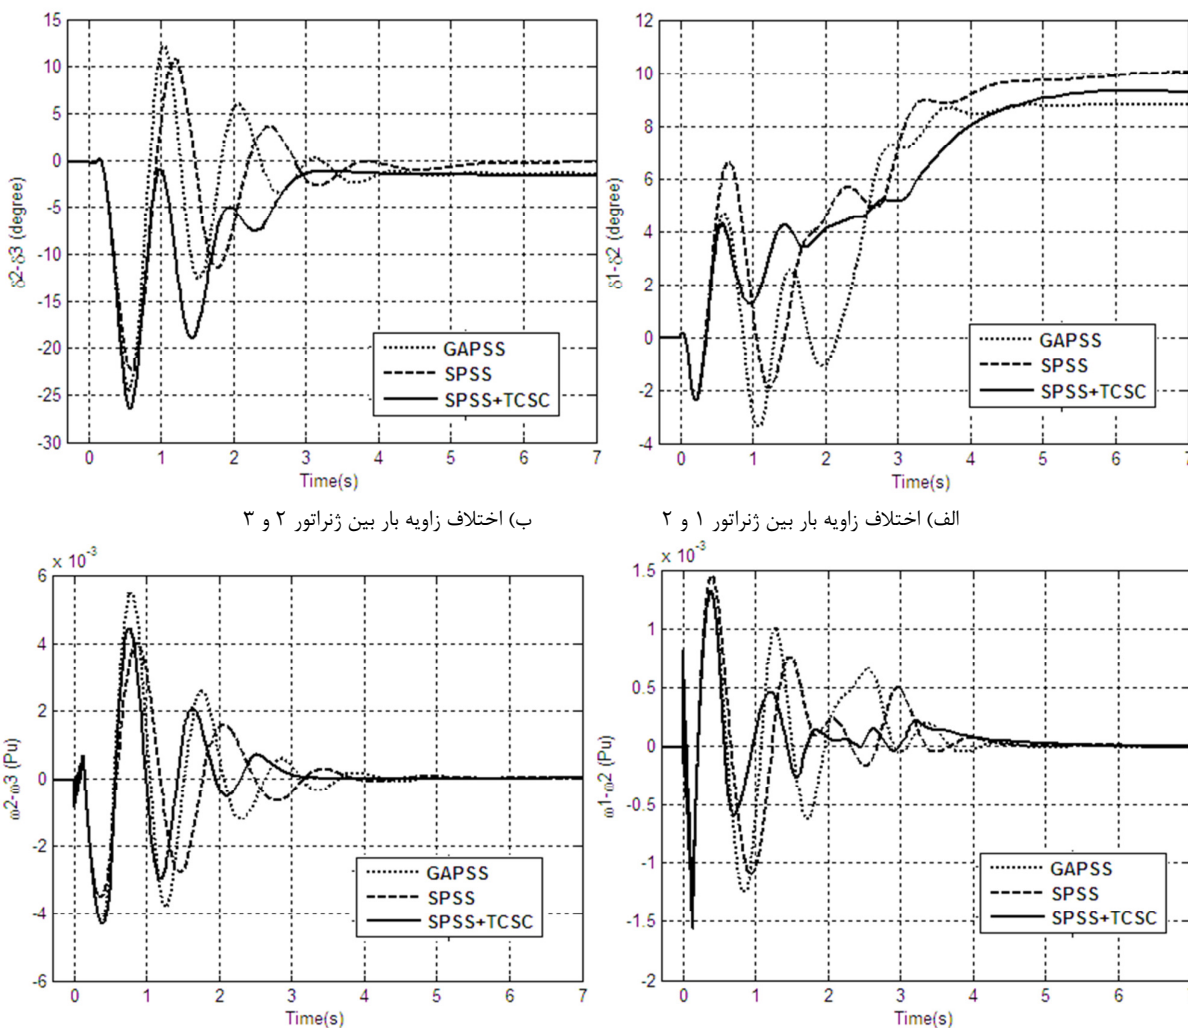 15
10
5
0
-5
-10
-15
-20
-25
-30
δ2-δ3 (degree)
0 1 2 3 4 5 6 7
Time(s)
GAPSS
SPSS
SPSS+TCSC
12
10
8
6
4
2
0
-2
-4
δ1-δ2 (degree)
0 1 2 3 4 5 6 7
Time(s)
GAPSS
SPSS
SPSS+TCSC
الف) اختلاف زاویه بار بین ژنراتور ۱ و ۲
ب) اختلاف زاویه بار بین ژنراتور ۲ و ۳
x 10⁻³
6
4
2
0
-2
-4
-6
ω2-ω3 (Pu)
0 1 2 3 4 5 6 7
Time(s)
GAPSS
SPSS
SPSS+TCSC
x 10⁻³
1.5
1
0.5
0
-0.5
-1
-1.5
-2
ω1-ω2 (Pu)
0 1 2 3 4 5 6 7
Time(s)
GAPSS
SPSS
SPSS+TCSC